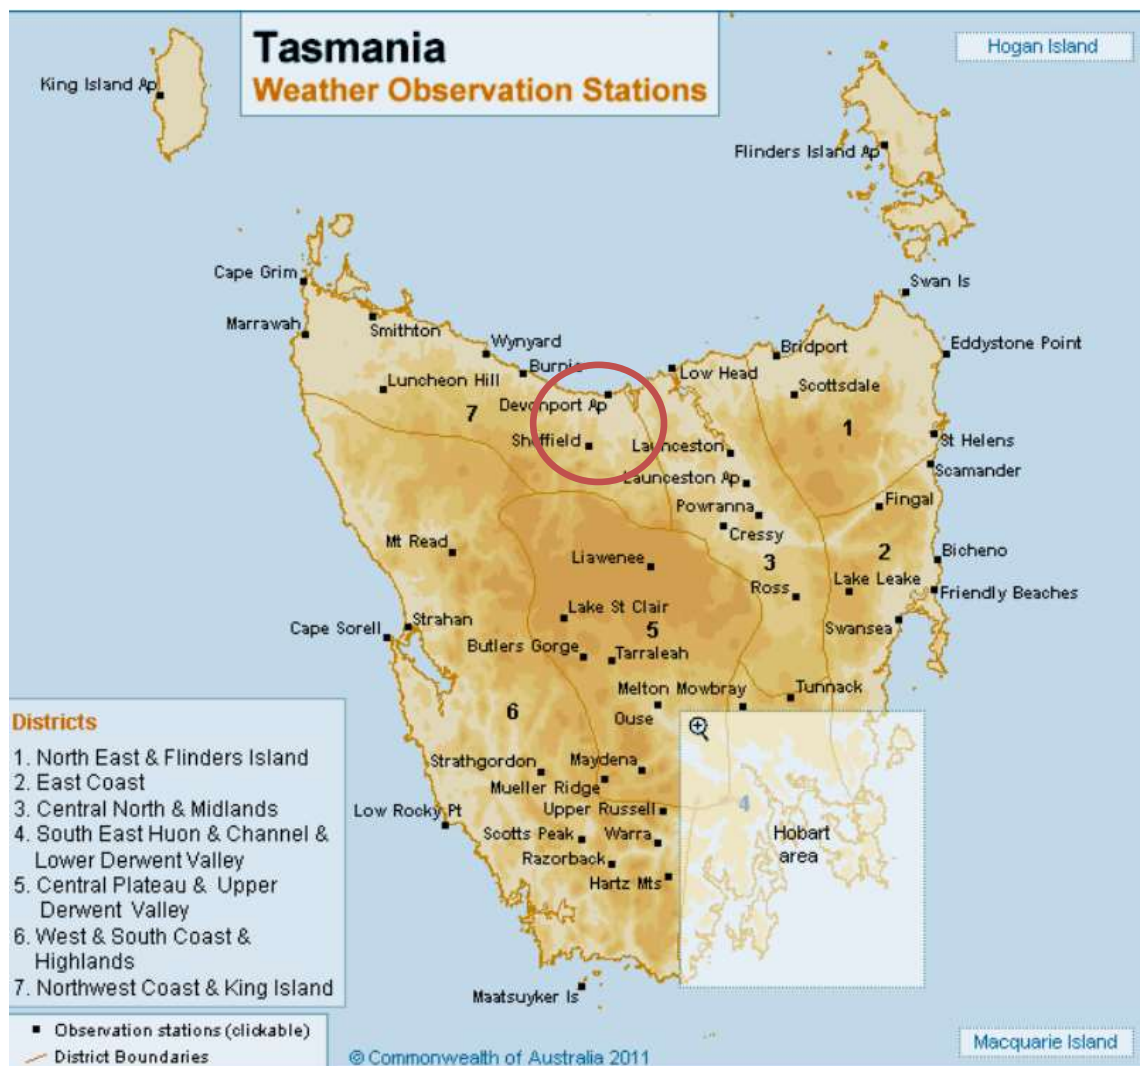 Tasmania
Weather Observation Stations
Hogan Island
King Island Ap
Flinders Island Ap
Cape Grim
Swan Is
Marrawah
Smithton
Wynyard
Bridport
Eddystone Point
Burnie
Low Head
Luncheon Hill
Scottsdale
7
Devonport Ap
1
Sheffield
Launceston
St Helens
Scamander
Launceston Ap
Fingal
Powranna
Cressy
Mt Read
2
Bicheno
Liawenee
3
Lake Leake
Ross
Friendly Beaches
Lake St Clair
Strahan
Cape Sorell
5
Swansea
Butlers Gorge
Tarraleah
Melton Mowbray
Tunnack
6
Ouse
Districts
1. North East & Flinders Island
2. East Coast
3. Central North & Midlands
4. South East Huon & Channel &
Lower Derwent Valley
5. Central Plateau & Upper
Derwent Valley
6. West & South Coast &
Highlands
7. Northwest Coast & King Island
Strathgordon
Maydena
Mueller Ridge
Low Rocky Pt
Upper Russell
4
Scotts Peak
Warra
Hobart
area
Razorback
Hartz Mts
Maatsuyker Is
Observation stations (clickable)
District Boundaries
© Commonwealth of Australia 2011
Macquarie Island